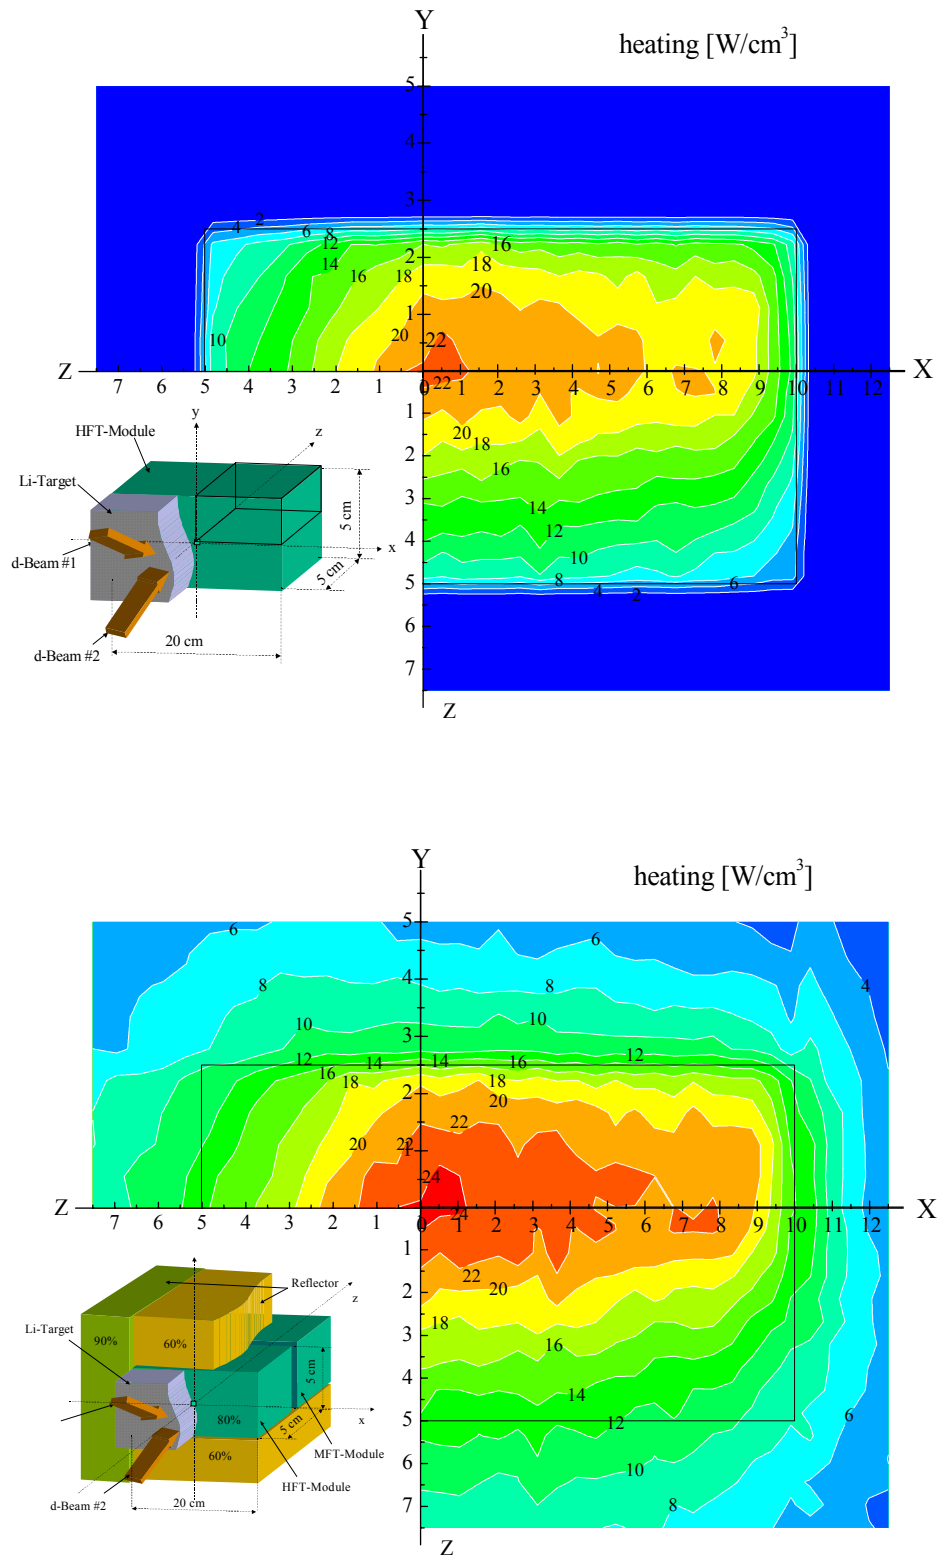 Y
heating [W/cm³]
5
4
3
4 2
6 8
12
16
2
14
16 18
18
20
1
10
20
22
Z
7 6 5 4 3 2 1 0 1 2 3 4 5 6 7 8 9 10 11 12
X
22
1
20
18
2
16
3
14
12
4
10
8
5
4 2
6
6
7
Z
y
HFT-Module
z
Li-Target
5 cm
d-Beam #1
x
5 cm
20 cm
d-Beam #2
Y
heating [W/cm³]
5
6
6
4
8
8
4
10
10
3
12 14 14 16 12
16
18
18
2
20
22
20
22
1
24
Z
7 6 5 4 3 2 1 0 1 2 3 4 5 6 7 8 9 10 11 12
X
24
1
22
20
2
18
16
3
4
14
12
6
5
10
6
8
7
Z
Reflector
z
Li-Target
90%
60%
5 cm
x
80%
5 cm
MFT-Module
60%
HFT-Module
20 cm
d-Beam #2